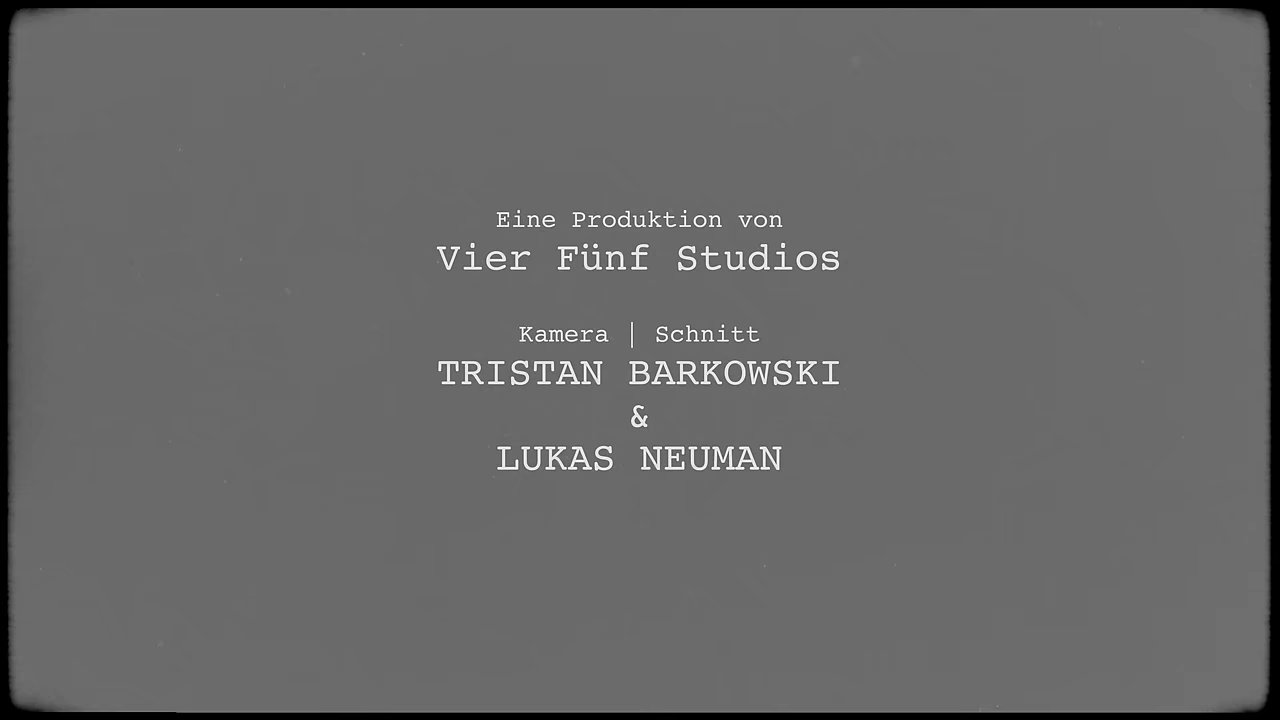 Eine Produktion von
Vier Fünf Studios
Kamera | Schnitt
TRISTAN BARKOWSKI
&
LUKAS NEUMAN